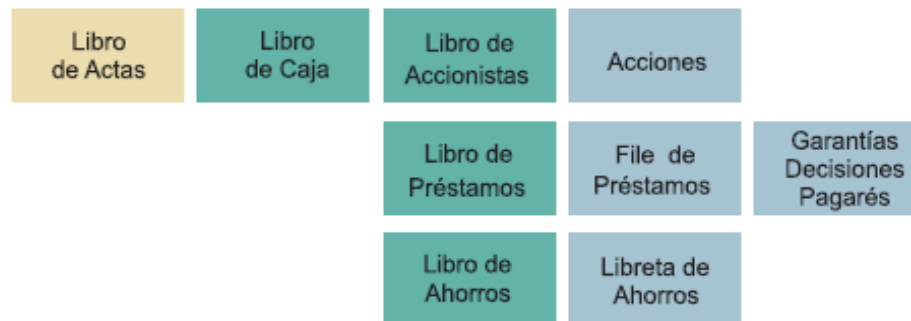 Libro
de Actas
Libro
de Caja
Libro de
Accionistas
Acciones
Libro de
Préstamos
File de
Préstamos
Garantías
Decisiones
Pagarés
Libro de
Ahorros
Libreta de
Ahorros